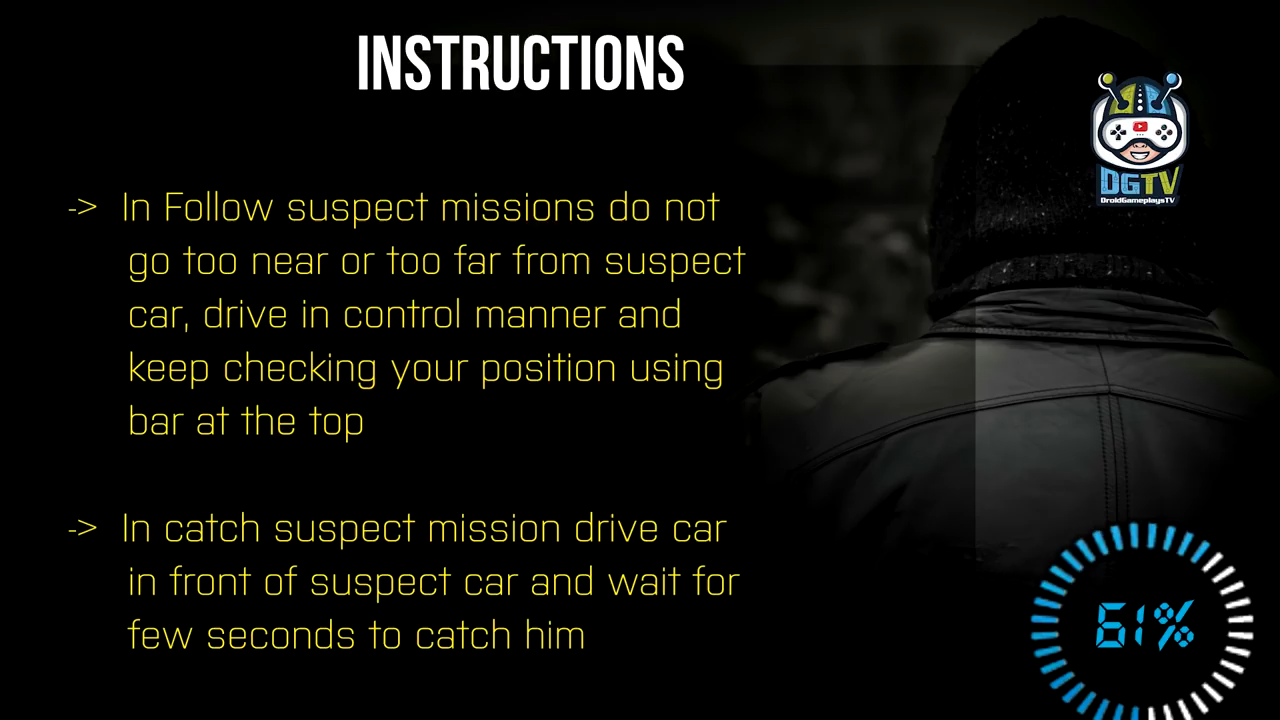 INSTRUCTIONS
-> In Follow suspect missions do not
go too near or too far from suspect
car, drive in control manner and
keep checking your position using
bar at the top
-> In catch suspect mission drive car
in front of suspect car and wait for
few seconds to catch him
DGTV
DroidGameplaysTV
61%